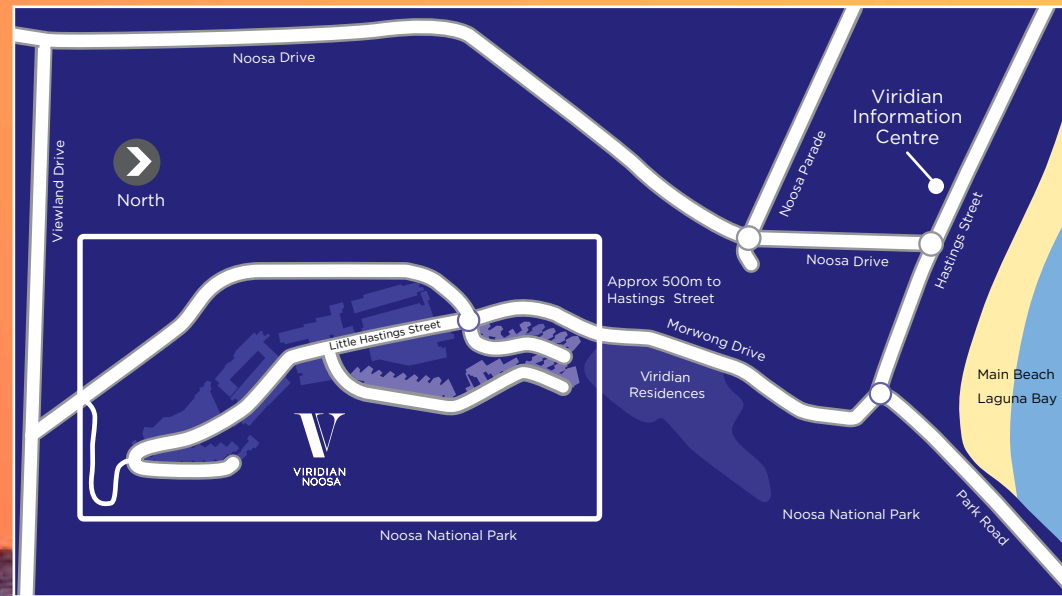 Noosa Drive
Viridian
Information
Centre
Viewland Drive
North
Noosa Parade
Hastings Street
Noosa Drive
Approx 500m to
Hastings Street
Little Hastings Street
Morwong Drive
Viridian
Residences
Main Beach
Laguna Bay
V
VIRIDIAN
NOOSA
Noosa National Park
Noosa National Park
Park Road